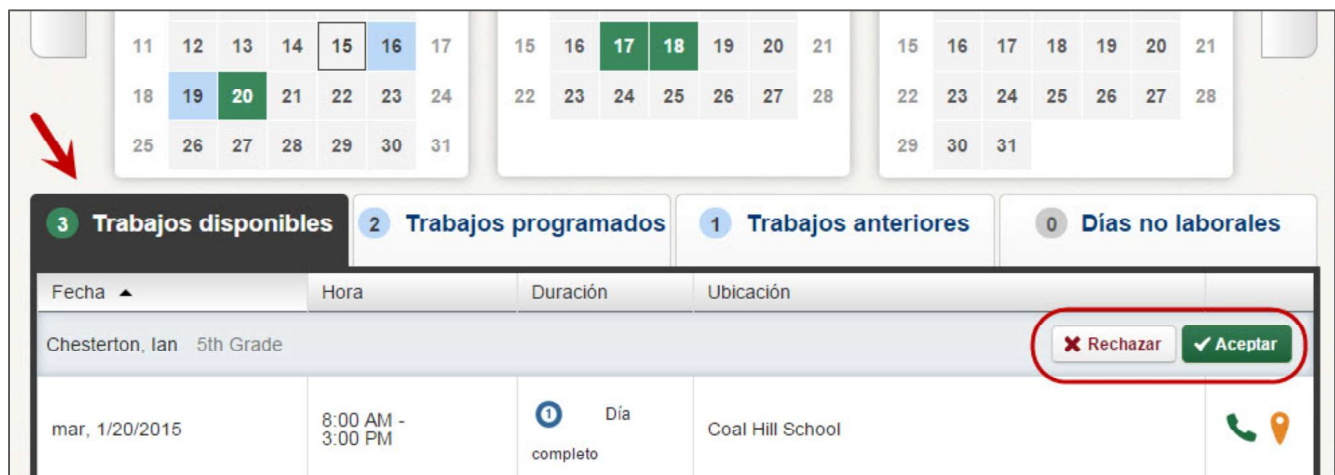 11 12 13 14 15 16 17 15 16 17 18 19 20 21 15 16 17 18 19 20 21
18 19 20 21 22 23 24 22 23 24 25 26 27 28 22 23 24 25 26 27 28
25 26 27 28 29 30 31 29 30 31
3 Trabajos disponibles 2 Trabajos programados 1 Trabajos anteriores 0 Días no laborales
Fecha Hora Duración Ubicación
Chesterton, Ian 5th Grade Rechazar Aceptar
mar, 1/20/2015 8:00 AM - 3:00 PM 1 Día completo Coal Hill School